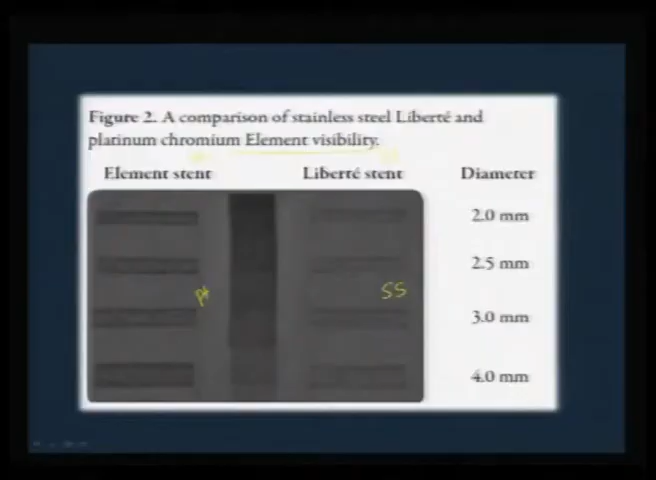 Figure 2. A comparison of stainless steel Liberté and
platinum chromium Element visibility.
Element stent Liberté stent Diameter
2.0 mm
2.5 mm
pt SS
3.0 mm
4.0 mm